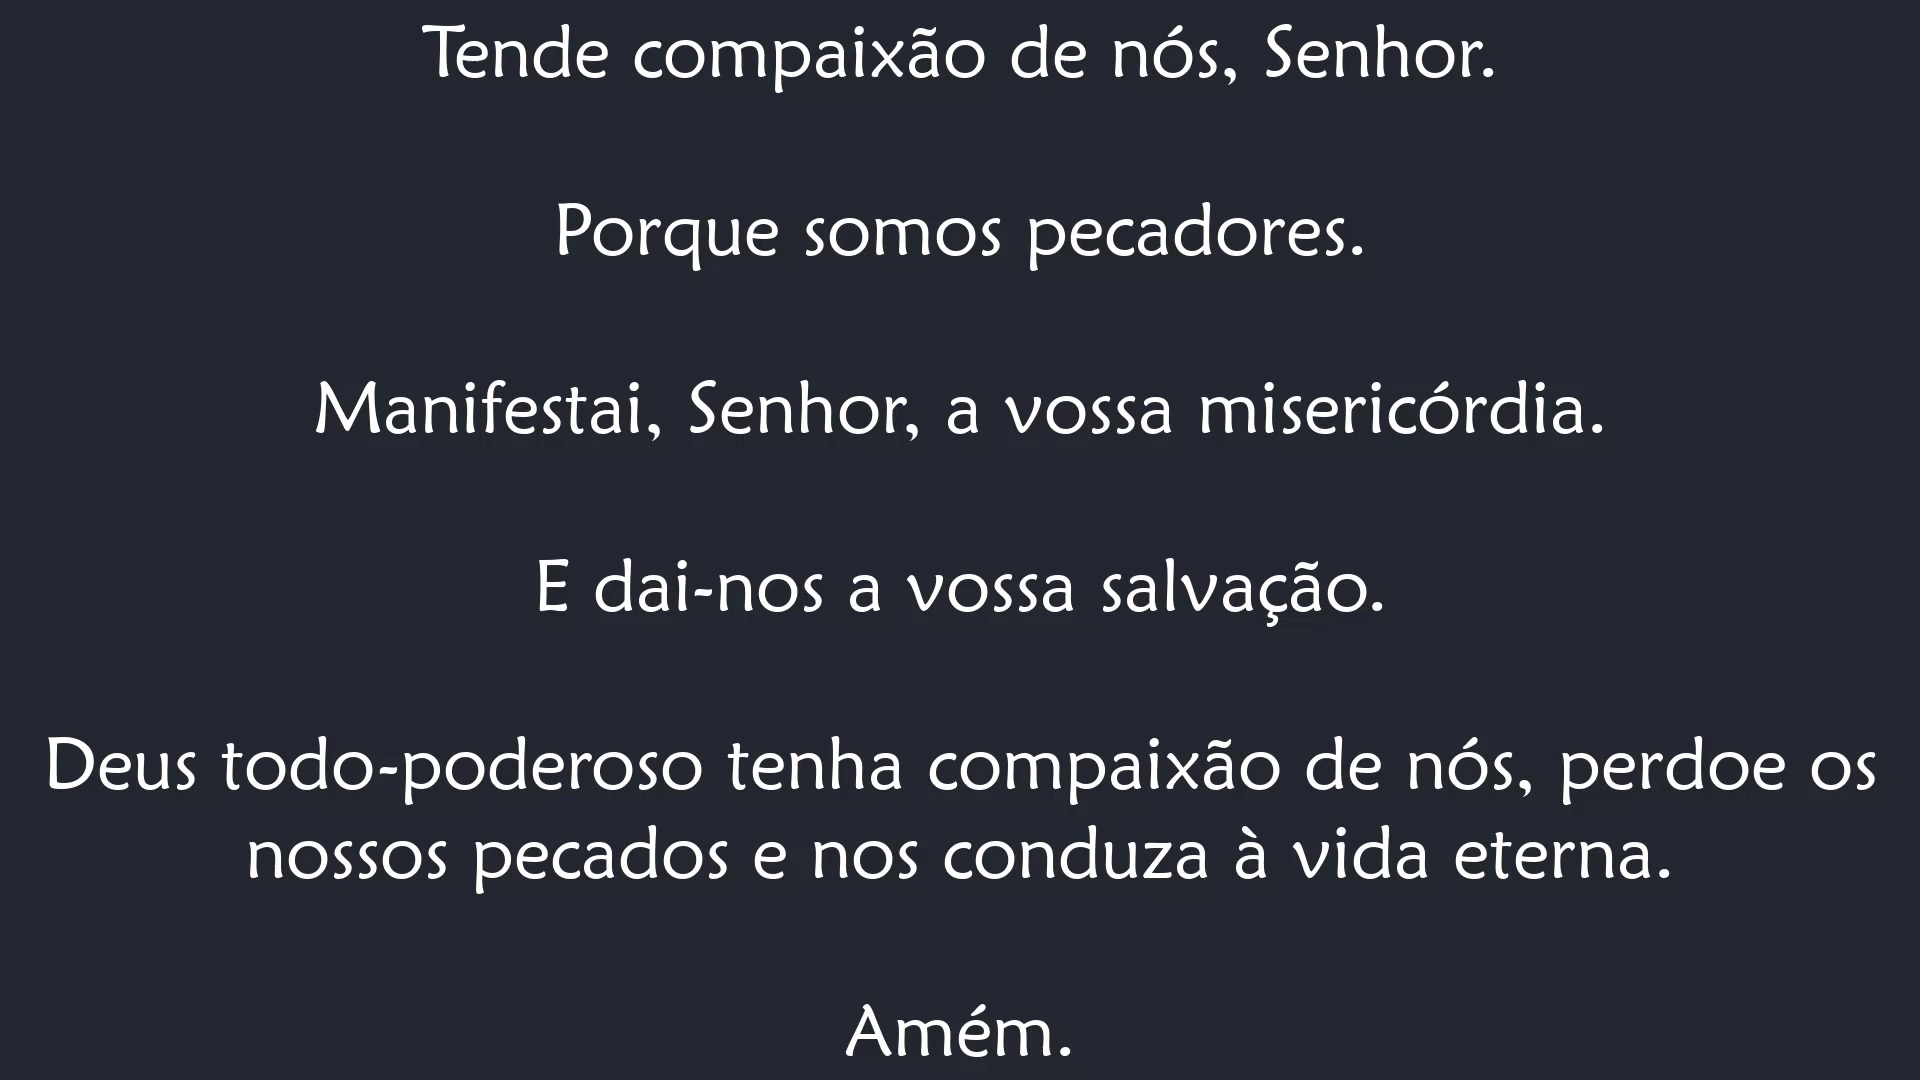 Tende compaixão de nós, Senhor.
Porque somos pecadores.
Manifestai, Senhor, a vossa misericórdia.
E dai-nos a vossa salvação.
Deus todo-poderoso tenha compaixão de nós, perdoe os
nossos pecados e nos conduza à vida eterna.
Amém.